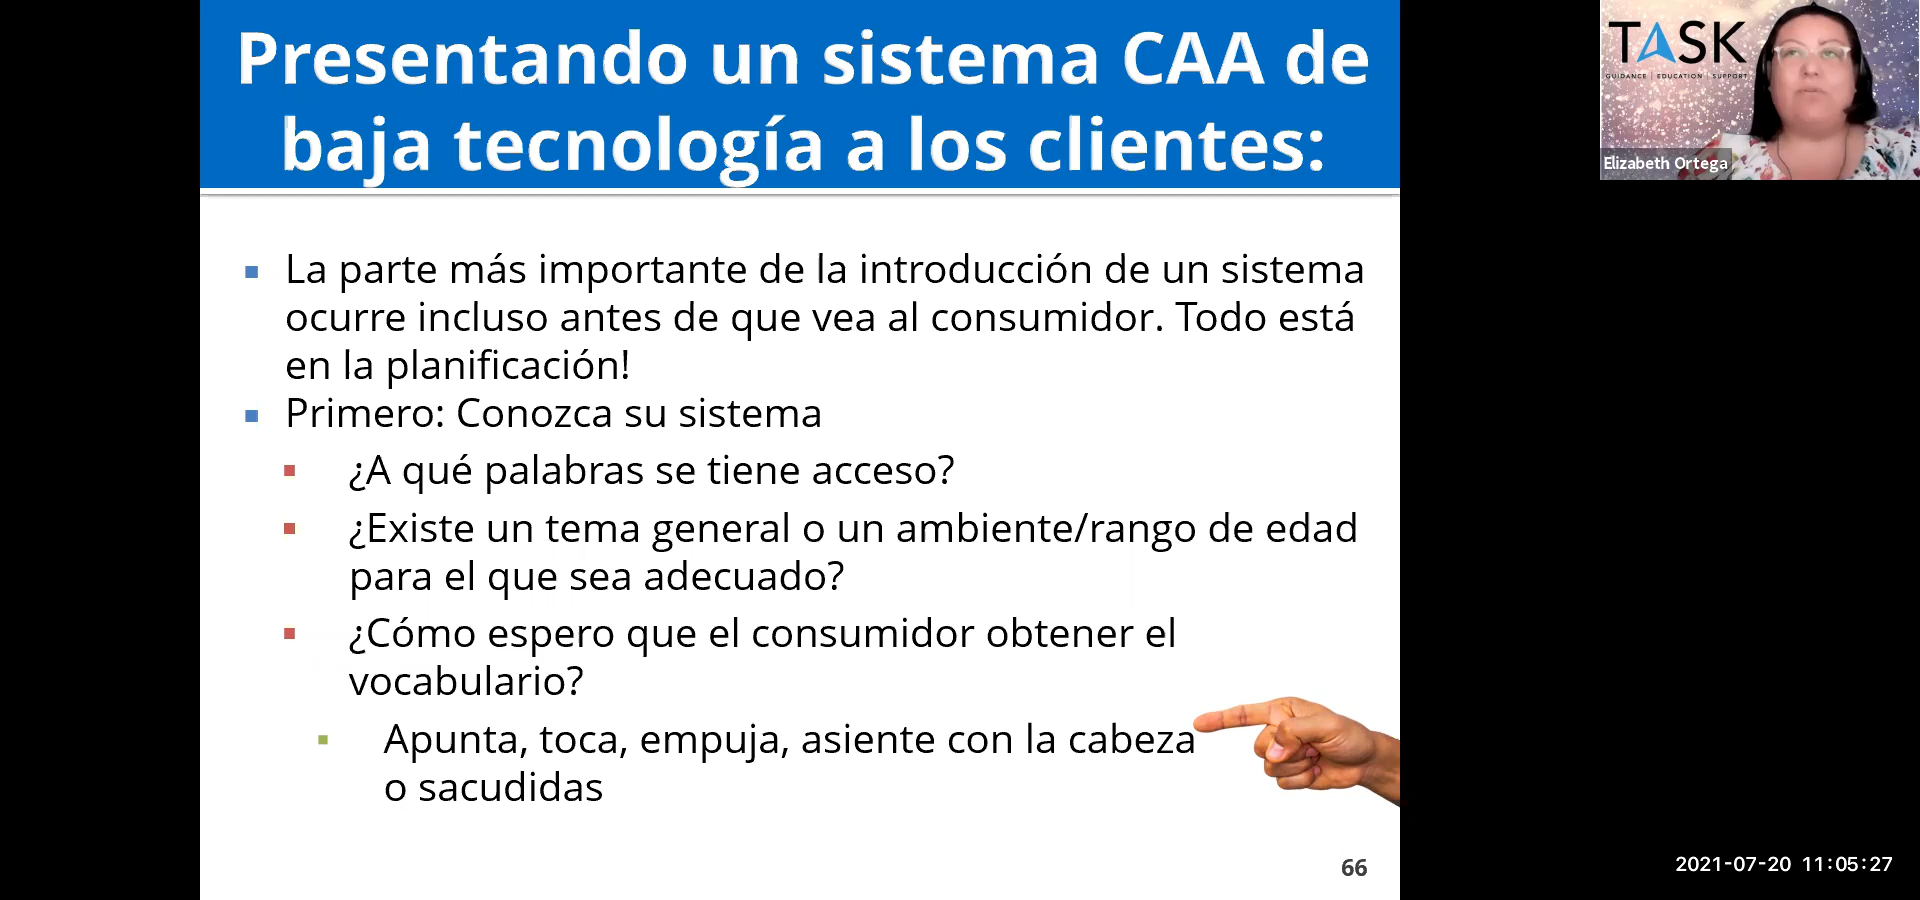 Presentando un sistema CAA de
baja tecnología a los clientes:
La parte más importante de la introducción de un sistema
ocurre incluso antes de que vea al consumidor. Todo está
en la planificación!
Primero: Conozca su sistema
¿A qué palabras se tiene acceso?
¿Existe un tema general o un ambiente/rango de edad
para el que sea adecuado?
¿Cómo espero que el consumidor obtener el
vocabulario?
Apunta, toca, empuja, asiente con la cabeza
o sacudidas
66
TASK
GUIDANCE | EDUCATION | SUPPORT
Elizabeth Ortega
2021-07-20 11:05:27